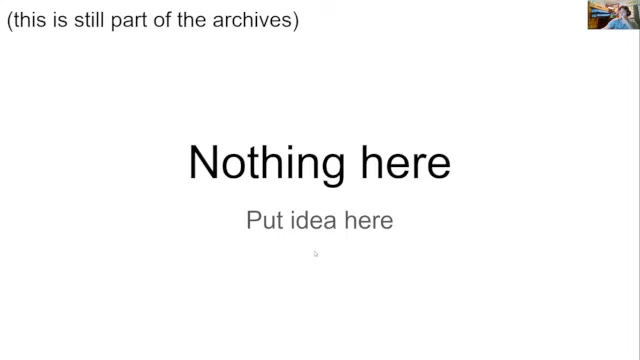 (this is still part of the archives)
Nothing here
Put idea here